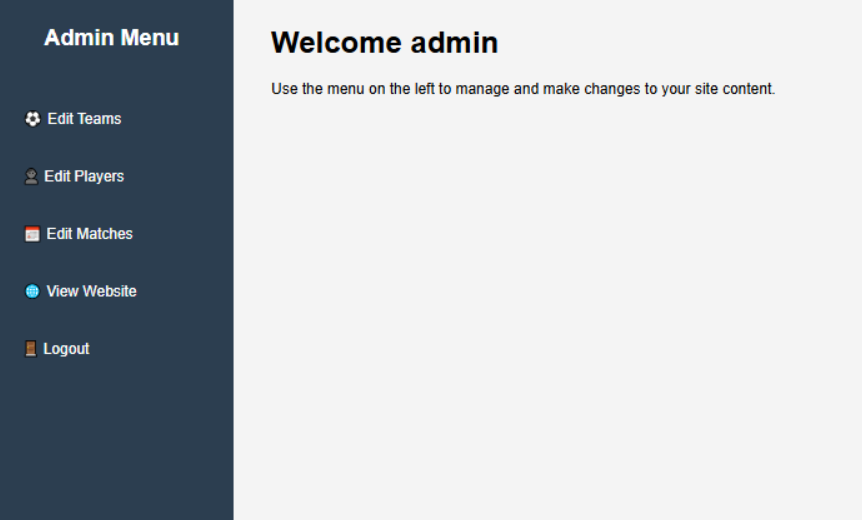 Admin Menu
Edit Teams
Edit Players
Edit Matches
View Website
Logout
Welcome admin
Use the menu on the left to manage and make changes to your site content.